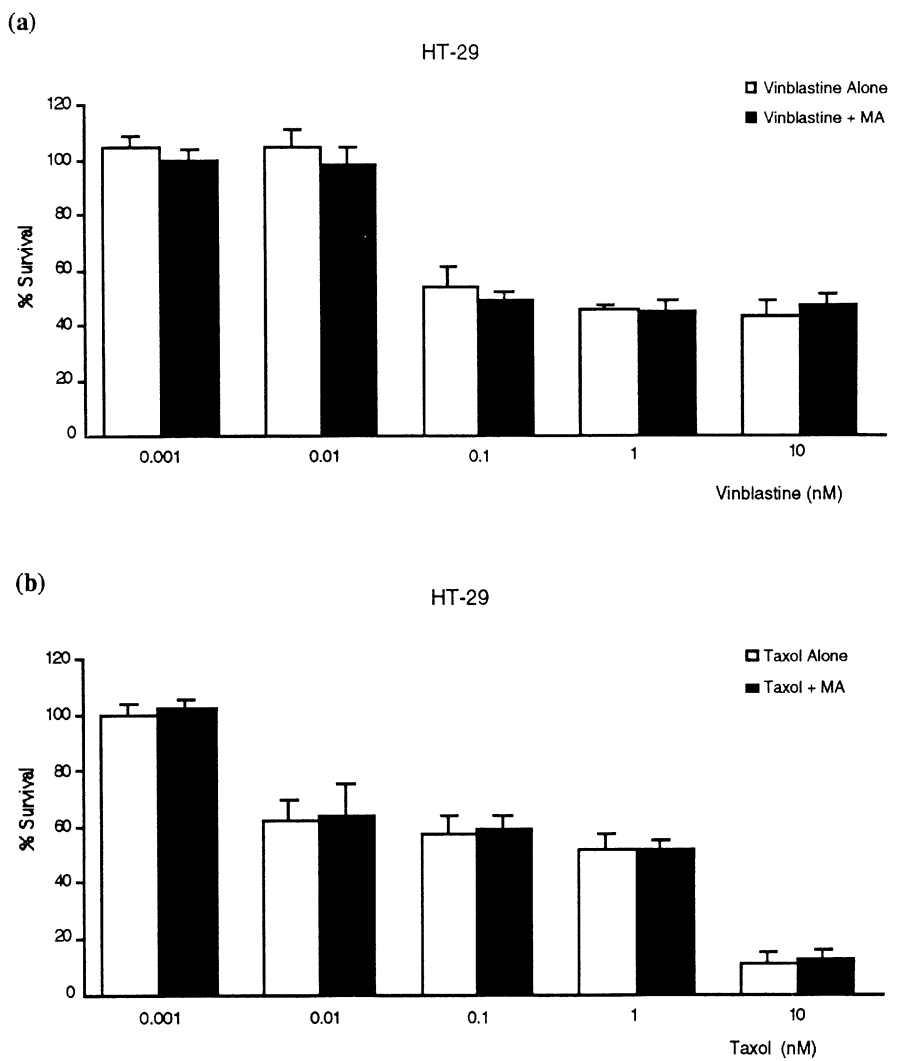 (a)
HT-29
Vinblastine Alone
Vinblastine + MA
120
100
80
60
40
20
0
% Survival
0.001 0.01 0.1 1 10
Vinblastine (nM)
(b)
HT-29
Taxol Alone
Taxol + MA
120
100
80
60
40
20
0
% Survival
0.001 0.01 0.1 1 10
Taxol (nM)